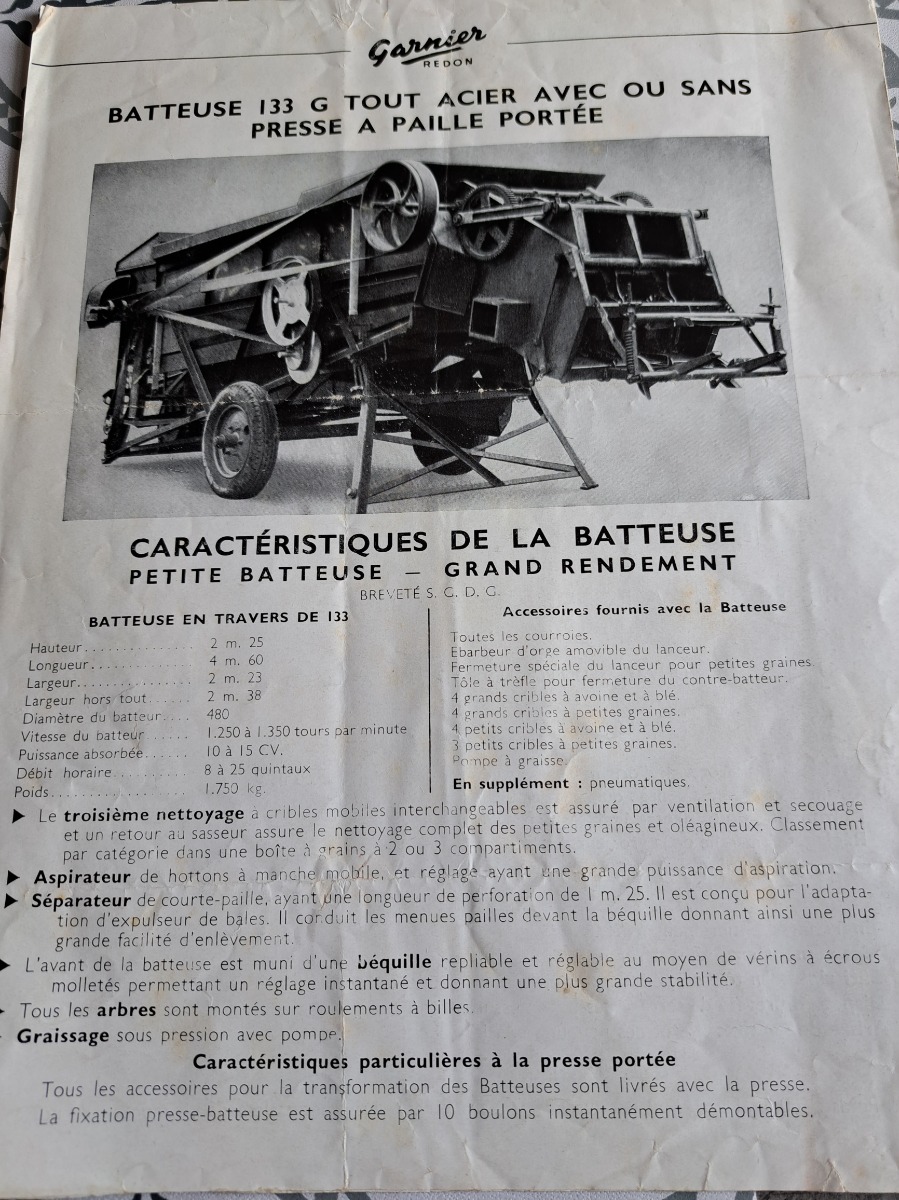 Garnier
REDON
BATTEUSE 133 G TOUT ACIER AVEC OU SANS
PRESSE A PAILLE PORTÉE
CARACTÉRISTIQUES DE LA BATTEUSE
PETITE BATTEUSE — GRAND RENDEMENT
BREVETÉ S. G. D. G.
BATTEUSE EN TRAVERS DE 133
Hauteur.............. 2 m. 25
Longueur............. 4 m. 60
Largeur.............. 2 m. 23
Largeur hors tout...... 2 m. 38
Diamètre du batteur.... 480
Vitesse du batteur ..... 1.250 à 1.350 tours par minute
Puissance absorbée...... 10 à 15 CV.
Débit horaire.......... 8 à 25 quintaux
Poids................. 1.750 kg.
Accessoires fournis avec la Batteuse
Toutes les courroies.
Ebarbeur d'orge amovible du lanceur.
Fermeture spéciale du lanceur pour petites graines.
Tôle à trèfle pour fermeture du contre-batteur.
4 grands cribles à avoine et à blé.
4 grands cribles à petites graines.
4 petits cribles à avoine et à blé.
3 petits cribles à petites graines.
Pompe à graisse.
En supplément : pneumatiques.
▶ Le troisième nettoyage à cribles mobiles interchangeables est assuré par ventilation et secouage
et un retour au sasseur assure le nettoyage complet des petites graines et oléagineux. Classement
par catégorie dans une boîte à grains à 2 ou 3 compartiments.
▶ Aspirateur de hottons à manche mobile, et réglage ayant une grande puissance d'aspiration.
▶ Séparateur de courte-paille, ayant une longueur de perforation de 1 m. 25. Il est conçu pour l'adapta-
tion d'expulseur de bales. Il conduit les menues pailles devant la béquille donnant ainsi une plus
grande facilité d'enlèvement.
▶ L'avant de la batteuse est muni d'une béquille repliable et réglable au moyen de vérins à écrous
molletés permettant un réglage instantané et donnant une plus grande stabilité.
Tous les arbres sont montés sur roulements à billes.
Graissage sous pression avec pompe.
Caractéristiques particulières à la presse portée
Tous les accessoires pour la transformation des Batteuses sont livrés avec la presse.
La fixation presse-batteuse est assurée par 10 boulons instantanément démontables.